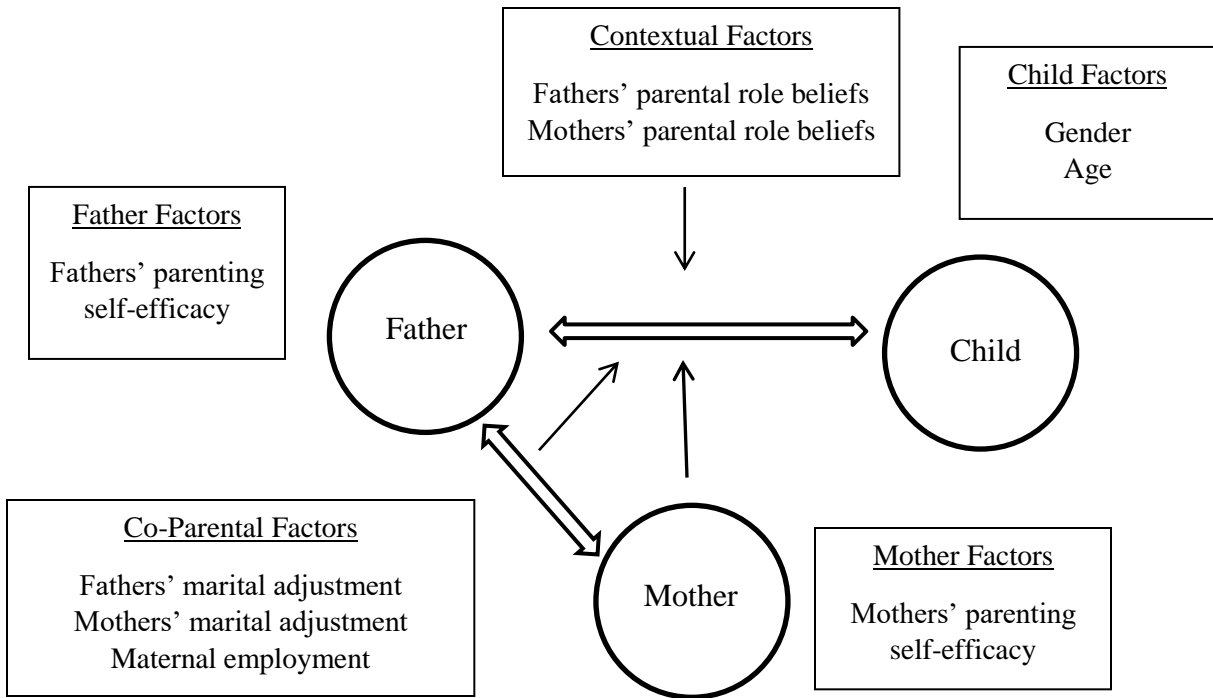 Contextual Factors
Fathers’ parental role beliefs
Mothers’ parental role beliefs
Child Factors
Gender
Age
Father Factors
Fathers’ parenting
self-efficacy
Father
Child
Co-Parental Factors
Fathers’ marital adjustment
Mothers’ marital adjustment
Maternal employment
Mother
Mother Factors
Mothers’ parenting
self-efficacy